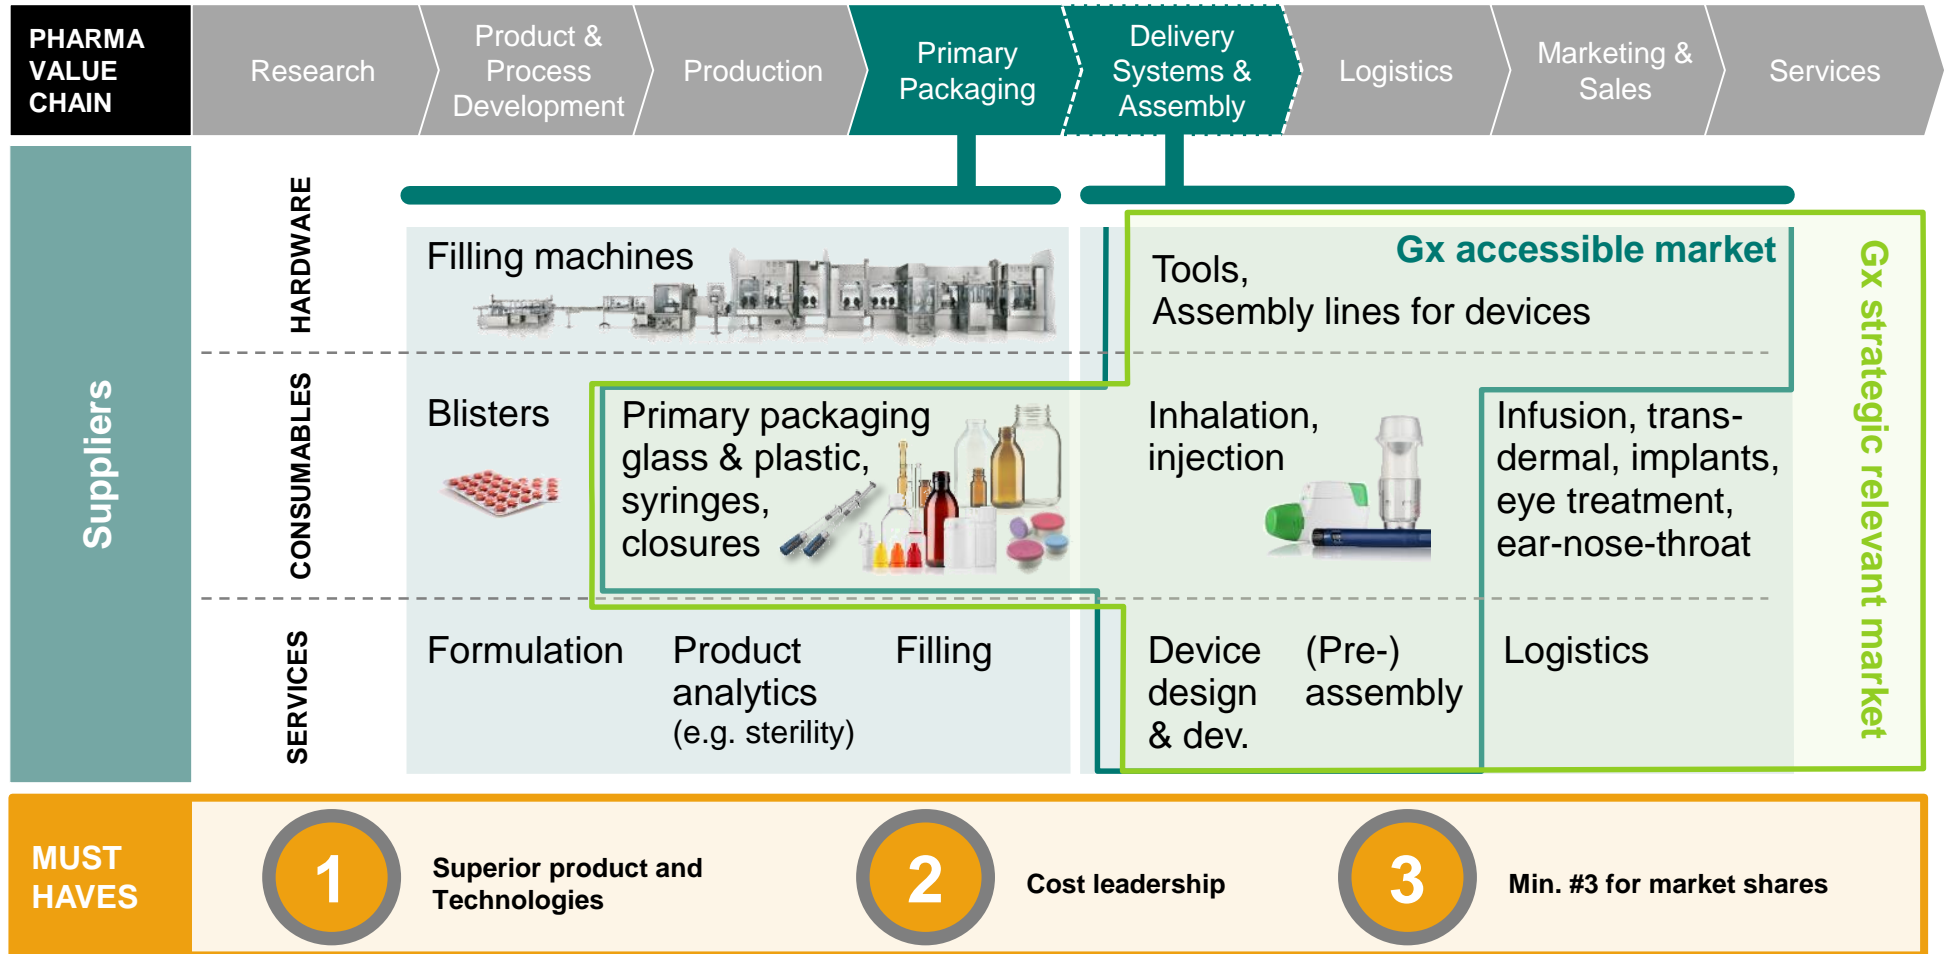 PHARMA
VALUE
CHAIN
Research
Product &
Process
Development
Production
Primary
Packaging
Delivery
Systems &
Assembly
Logistics
Marketing &
Sales
Services
Suppliers
HARDWARE
Filling machines
Tools,
Assembly lines for devices
Gx accessible market
Gx strategic relevant market
CONSUMABLES
Blisters
Primary packaging
glass & plastic,
syringes,
closures
Inhalation,
injection
Infusion, trans-
dermal, implants,
eye treatment,
ear-nose-throat
SERVICES
Formulation
Product
analytics
(e.g. sterility)
Filling
Device
design
& dev.
(Pre-)
assembly
Logistics
MUST
HAVES
1
Superior product and
Technologies
2
Cost leadership
3
Min. #3 for market shares